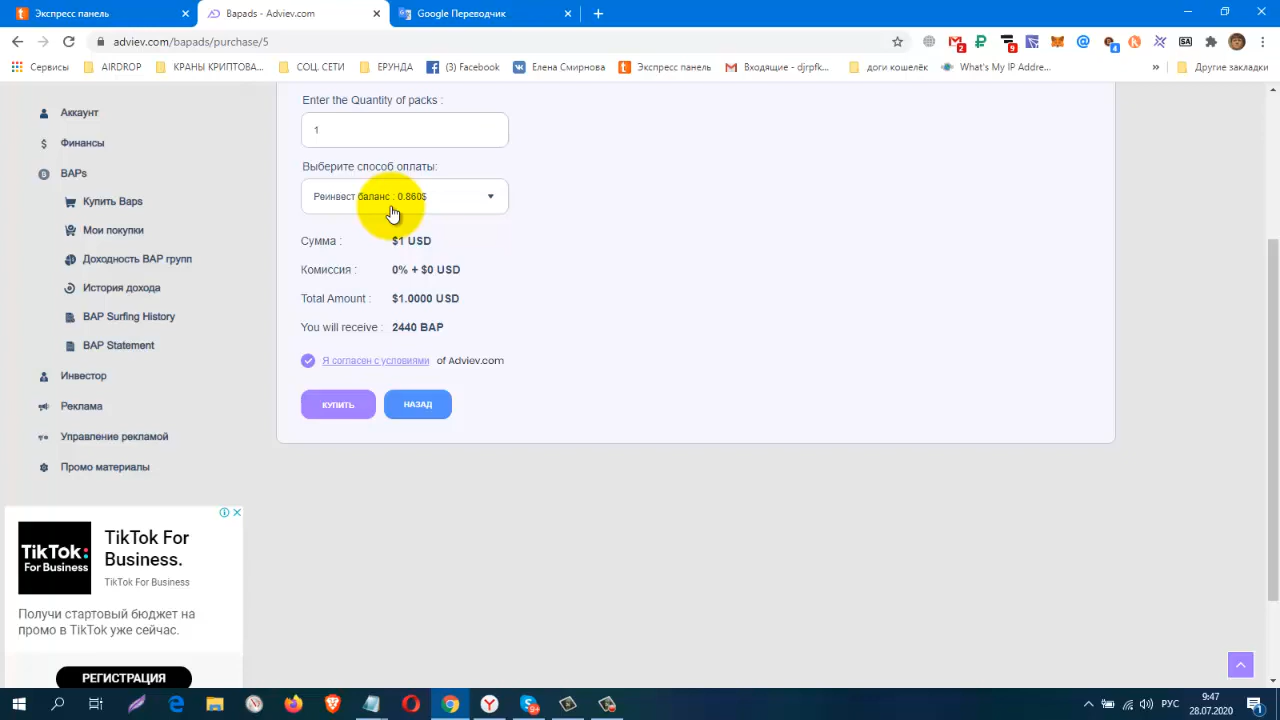 Экспресс панель
Bapads - Adviev.com
Google Переводчик
adviev.com/bapads/purchase/5
Сервисы
AIRDROP
КРАНЫ КРИПТОВА...
СОЦ. СЕТИ
ЕРУНДА
(3) Facebook
Елена Смирнова
Экспресс панель
Входящие - djrpfk...
доги кошелёк
What's My IP Addre...
Другие закладки
Аккаунт
Финансы
BAPs
Купить Baps
Мои покупки
Доходность BAP групп
История дохода
BAP Surfing History
BAP Statement
Инвестор
Реклама
Управление рекламой
Промо материалы
Enter the Quantity of packs :
1
Выберите способ оплаты:
Реинвест баланс : 0.860$
Сумма : $1 USD
Комиссия : 0% + $0 USD
Total Amount : $1.0000 USD
You will receive : 2440 BAP
Я согласен с условиями of Adviev.com
КУПИТЬ
НАЗАД
TikTok:
For Business
TikTok For
Business.
TikTok For Business
Получи стартовый бюджет на
промо в TikTok уже сейчас.
РЕГИСТРАЦИЯ
РУС
9:47
28.07.2020